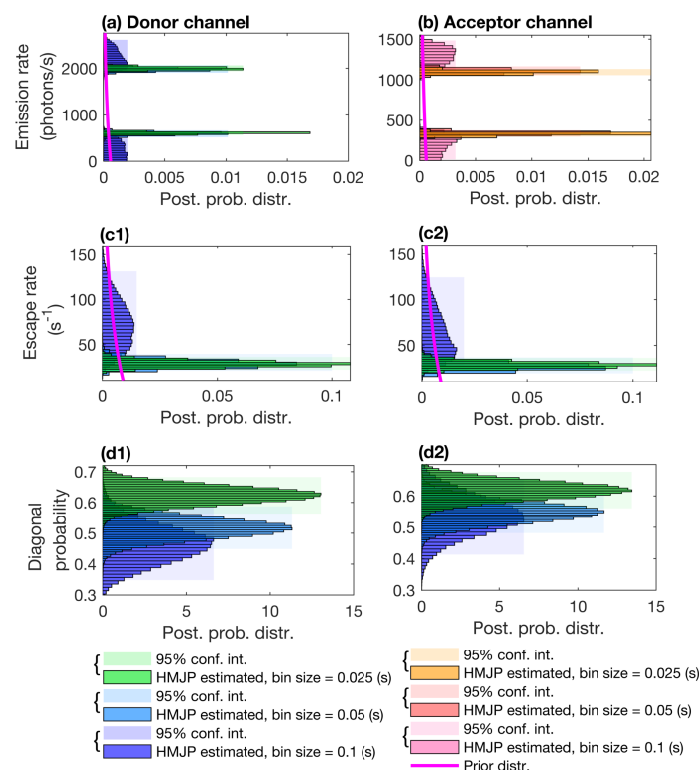 (a) Donor channel
(b) Acceptor channel
Emission rate
(photons/s)
2000
1000
0
0 0.005 0.01 0.015 0.02
Post. prob. distr.
1500
1000
500
0
0 0.005 0.01 0.015 0.02
Post. prob. distr.
(c1)
(c2)
Escape rate
(s⁻¹)
150
100
50
0 0.05 0.1
Post. prob. distr.
150
100
50
0 0.05 0.1
Post. prob. distr.
(d1)
(d2)
Diagonal
probability
0.7
0.6
0.5
0.4
0.3
0 5 10 15
Post. prob. distr.
0.6
0.5
0.4
0.3
0 5 10 15
Post. prob. distr.
{ 95% conf. int.
HMJP estimated, bin size = 0.025 (s)
{ 95% conf. int.
HMJP estimated, bin size = 0.05 (s)
{ 95% conf. int.
HMJP estimated, bin size = 0.1 (s)
{ 95% conf. int.
HMJP estimated, bin size = 0.025 (s)
{ 95% conf. int.
HMJP estimated, bin size = 0.05 (s)
{ 95% conf. int.
HMJP estimated, bin size = 0.1 (s)
Prior distr.